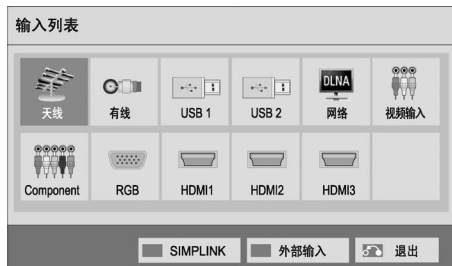 输入列表
DLNA
天线 有线 USB 1 USB 2 网络 视频输入
Component RGB HDMI1 HDMI2 HDMI3
SIMPLINK 外部输入 退出